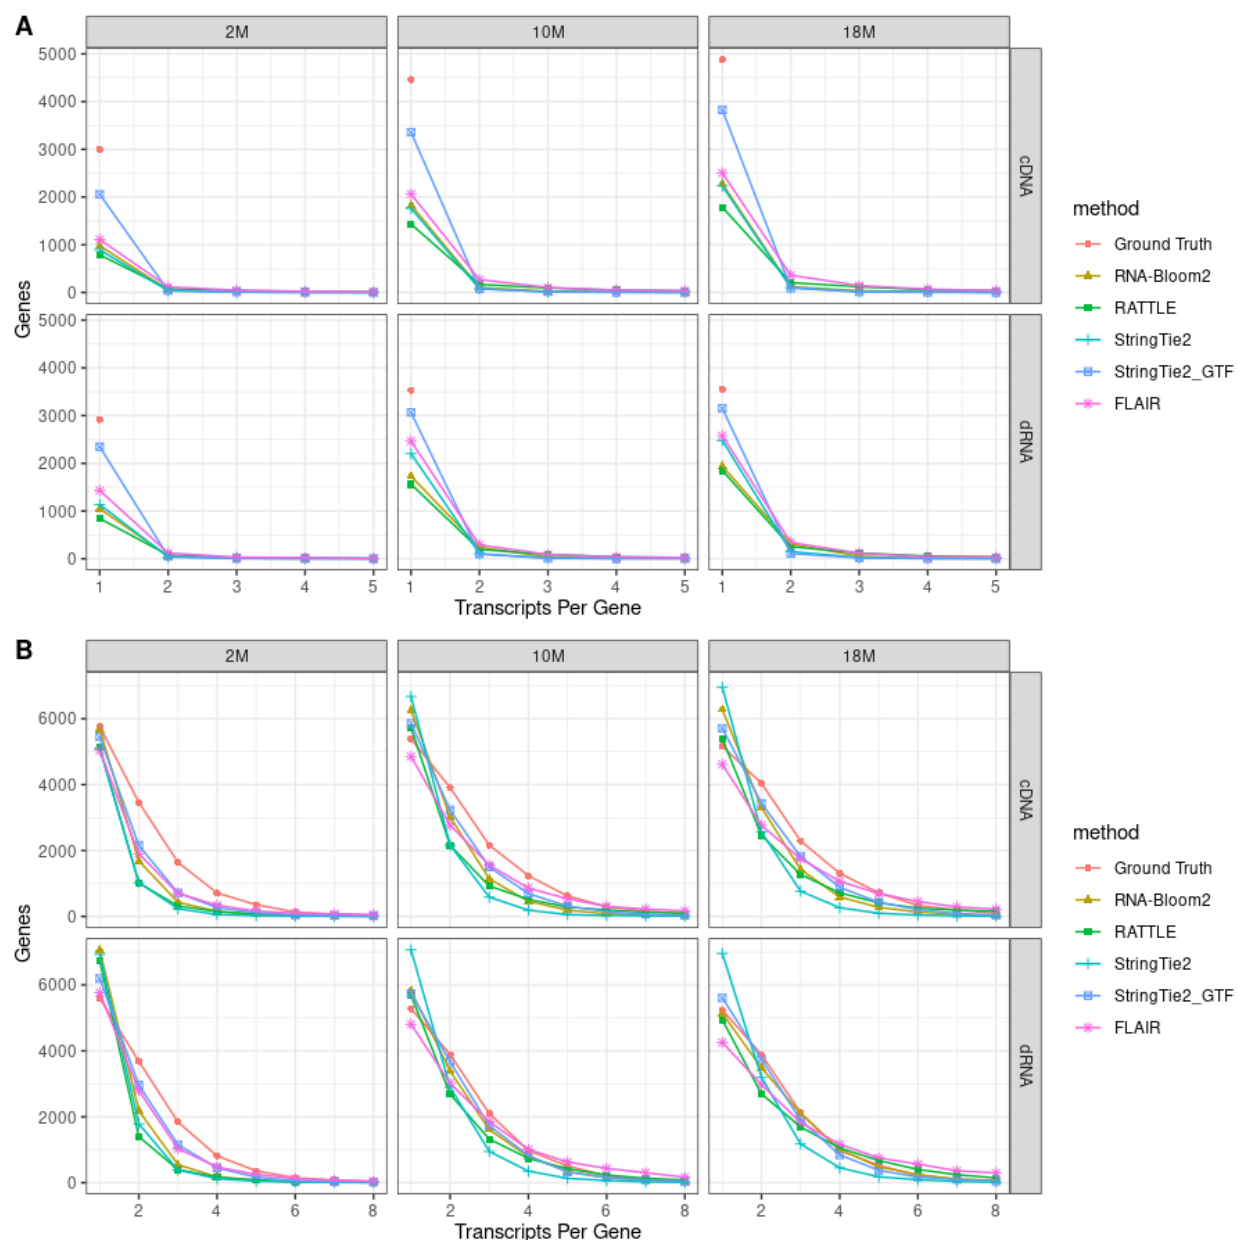 A
2M 10M 18M
5000
4000
3000
2000
1000
0
cDNA
5000
4000
3000
2000
1000
0
dRNA
Genes
1 2 3 4 5 1 2 3 4 5 1 2 3 4 5
Transcripts Per Gene
method
Ground Truth
RNA-Bloom2
RATTLE
StringTie2
StringTie2_GTF
FLAIR
B
2M 10M 18M
6000
4000
2000
0
cDNA
6000
4000
2000
0
dRNA
Genes
2 4 6 8 2 4 6 8 2 4 6 8
Transcripts Per Gene
method
Ground Truth
RNA-Bloom2
RATTLE
StringTie2
StringTie2_GTF
FLAIR